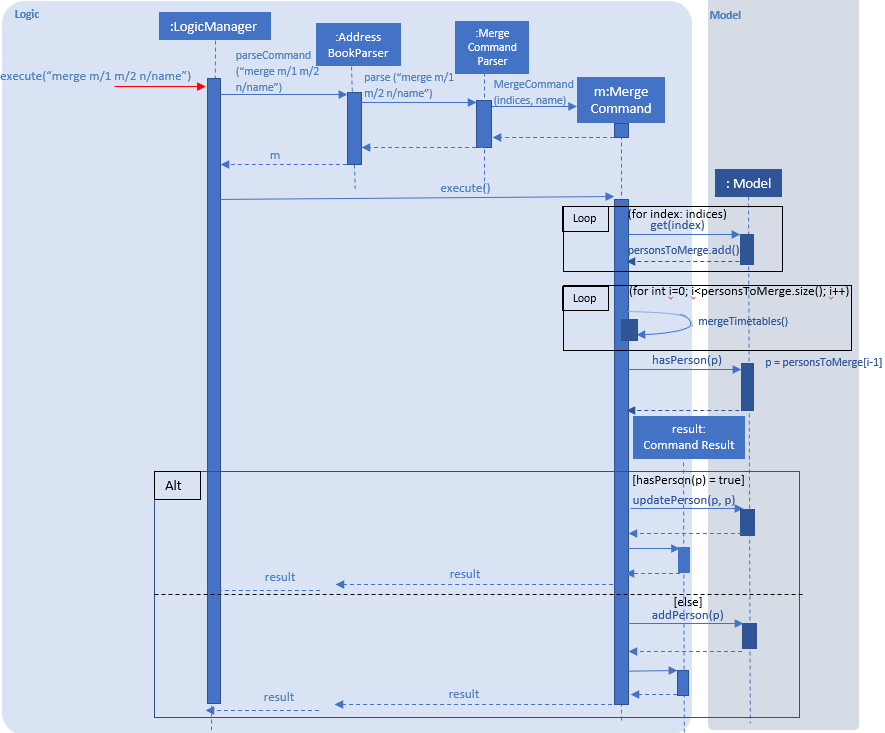 Logic
Model
:LogicManager
:Address
BookParser
:Merge
Command
Parser
parseCommand
(“merge m/1 m/2
n/name”)
execute(“merge m/1 m/2 n/name”)
parse (“merge m/1
m/2 n/name”)
MergeCommand
(indices, name)
m:Merge
Command
m
execute()
: Model
Loop
(for index: indices)
get(index)
personsToMerge.add()
Loop
(for int i=0; i<personsToMerge.size(); i++)
mergeTimetables()
hasPerson(p)
p = personsToMerge[i-1]
result:
Command Result
Alt
[hasPerson(p) = true]
updatePerson(p, p)
result
result
[else]
addPerson(p)
result
result